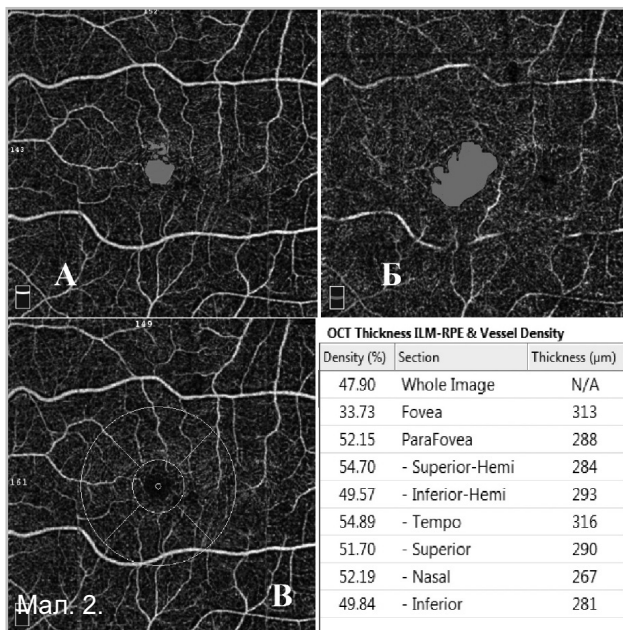 152
143
А
Б
149
161
В
Мал. 2.
OCT Thickness ILM-RPE & Vessel Density
Density (%) Section Thickness (µm)
47.90 Whole Image N/A
33.73 Fovea 313
52.15 ParaFovea 288
54.70 - Superior-Hemi 284
49.57 - Inferior-Hemi 293
54.89 - Tempo 316
51.70 - Superior 290
52.19 - Nasal 267
49.84 - Inferior 281